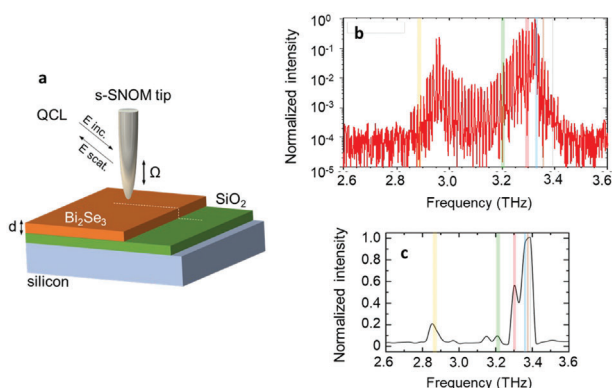 a
s-SNOM tip
QCL
E inc.
E scat.
Ω
SiO2
Bi2Se3
d
silicon
b
Normalized intensity
10^0
10^-1
10^-2
10^-3
10^-4
10^-5
2.6 2.8 3.0 3.2 3.4 3.6
Frequency (THz)
c
Normalized intensity
1.0
0.8
0.6
0.4
0.2
0
2.6 2.8 3.0 3.2 3.4 3.6
Frequency (THz)